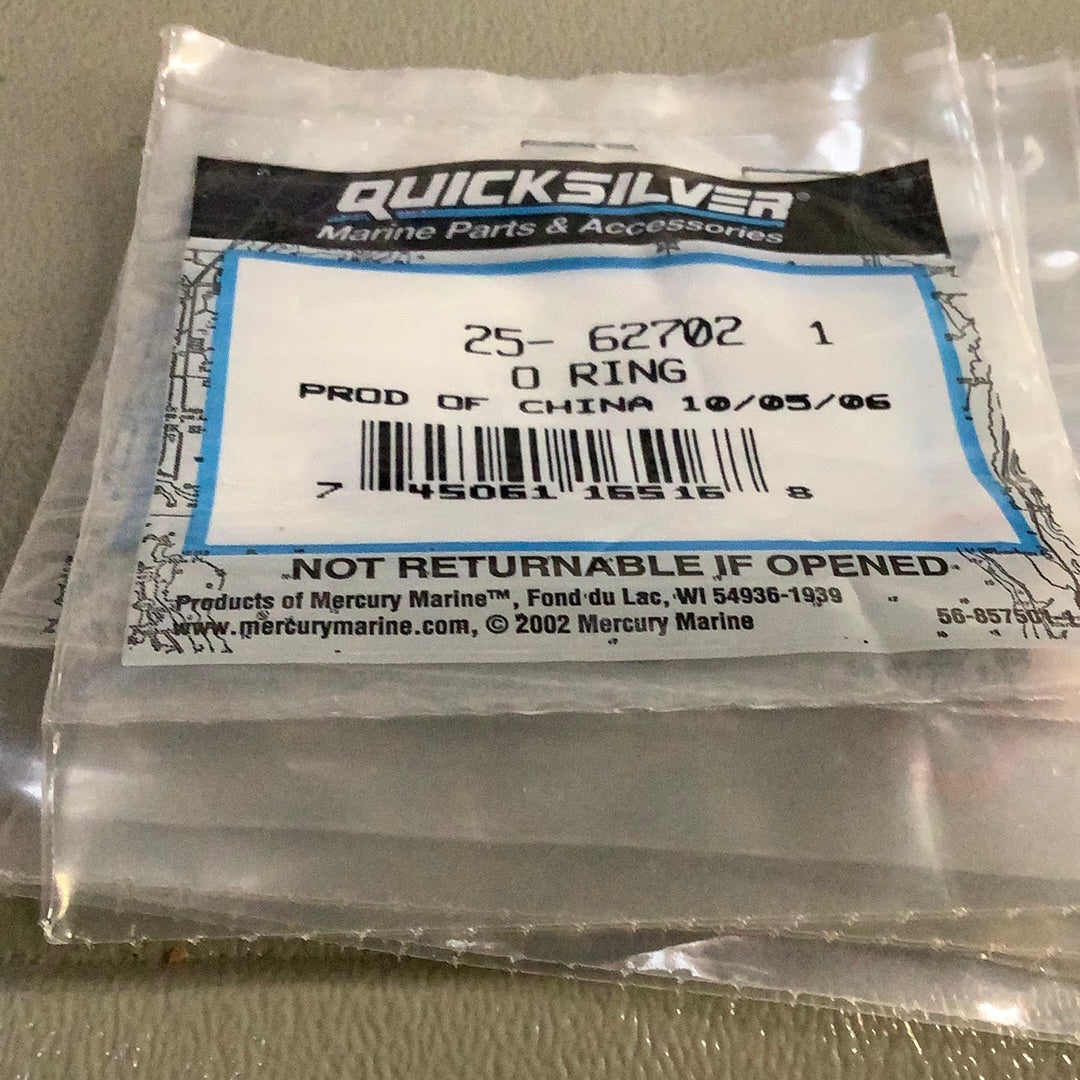 QUICKSILVER®
Marine Parts & Accessories
25- 62702 1
O RING
PROD OF CHINA 10/05/06
7 45061 16516 8
NOT RETURNABLE IF OPENED
Products of Mercury Marine™, Fond du Lac, WI 54936-1939
www.mercurymarine.com, © 2002 Mercury Marine